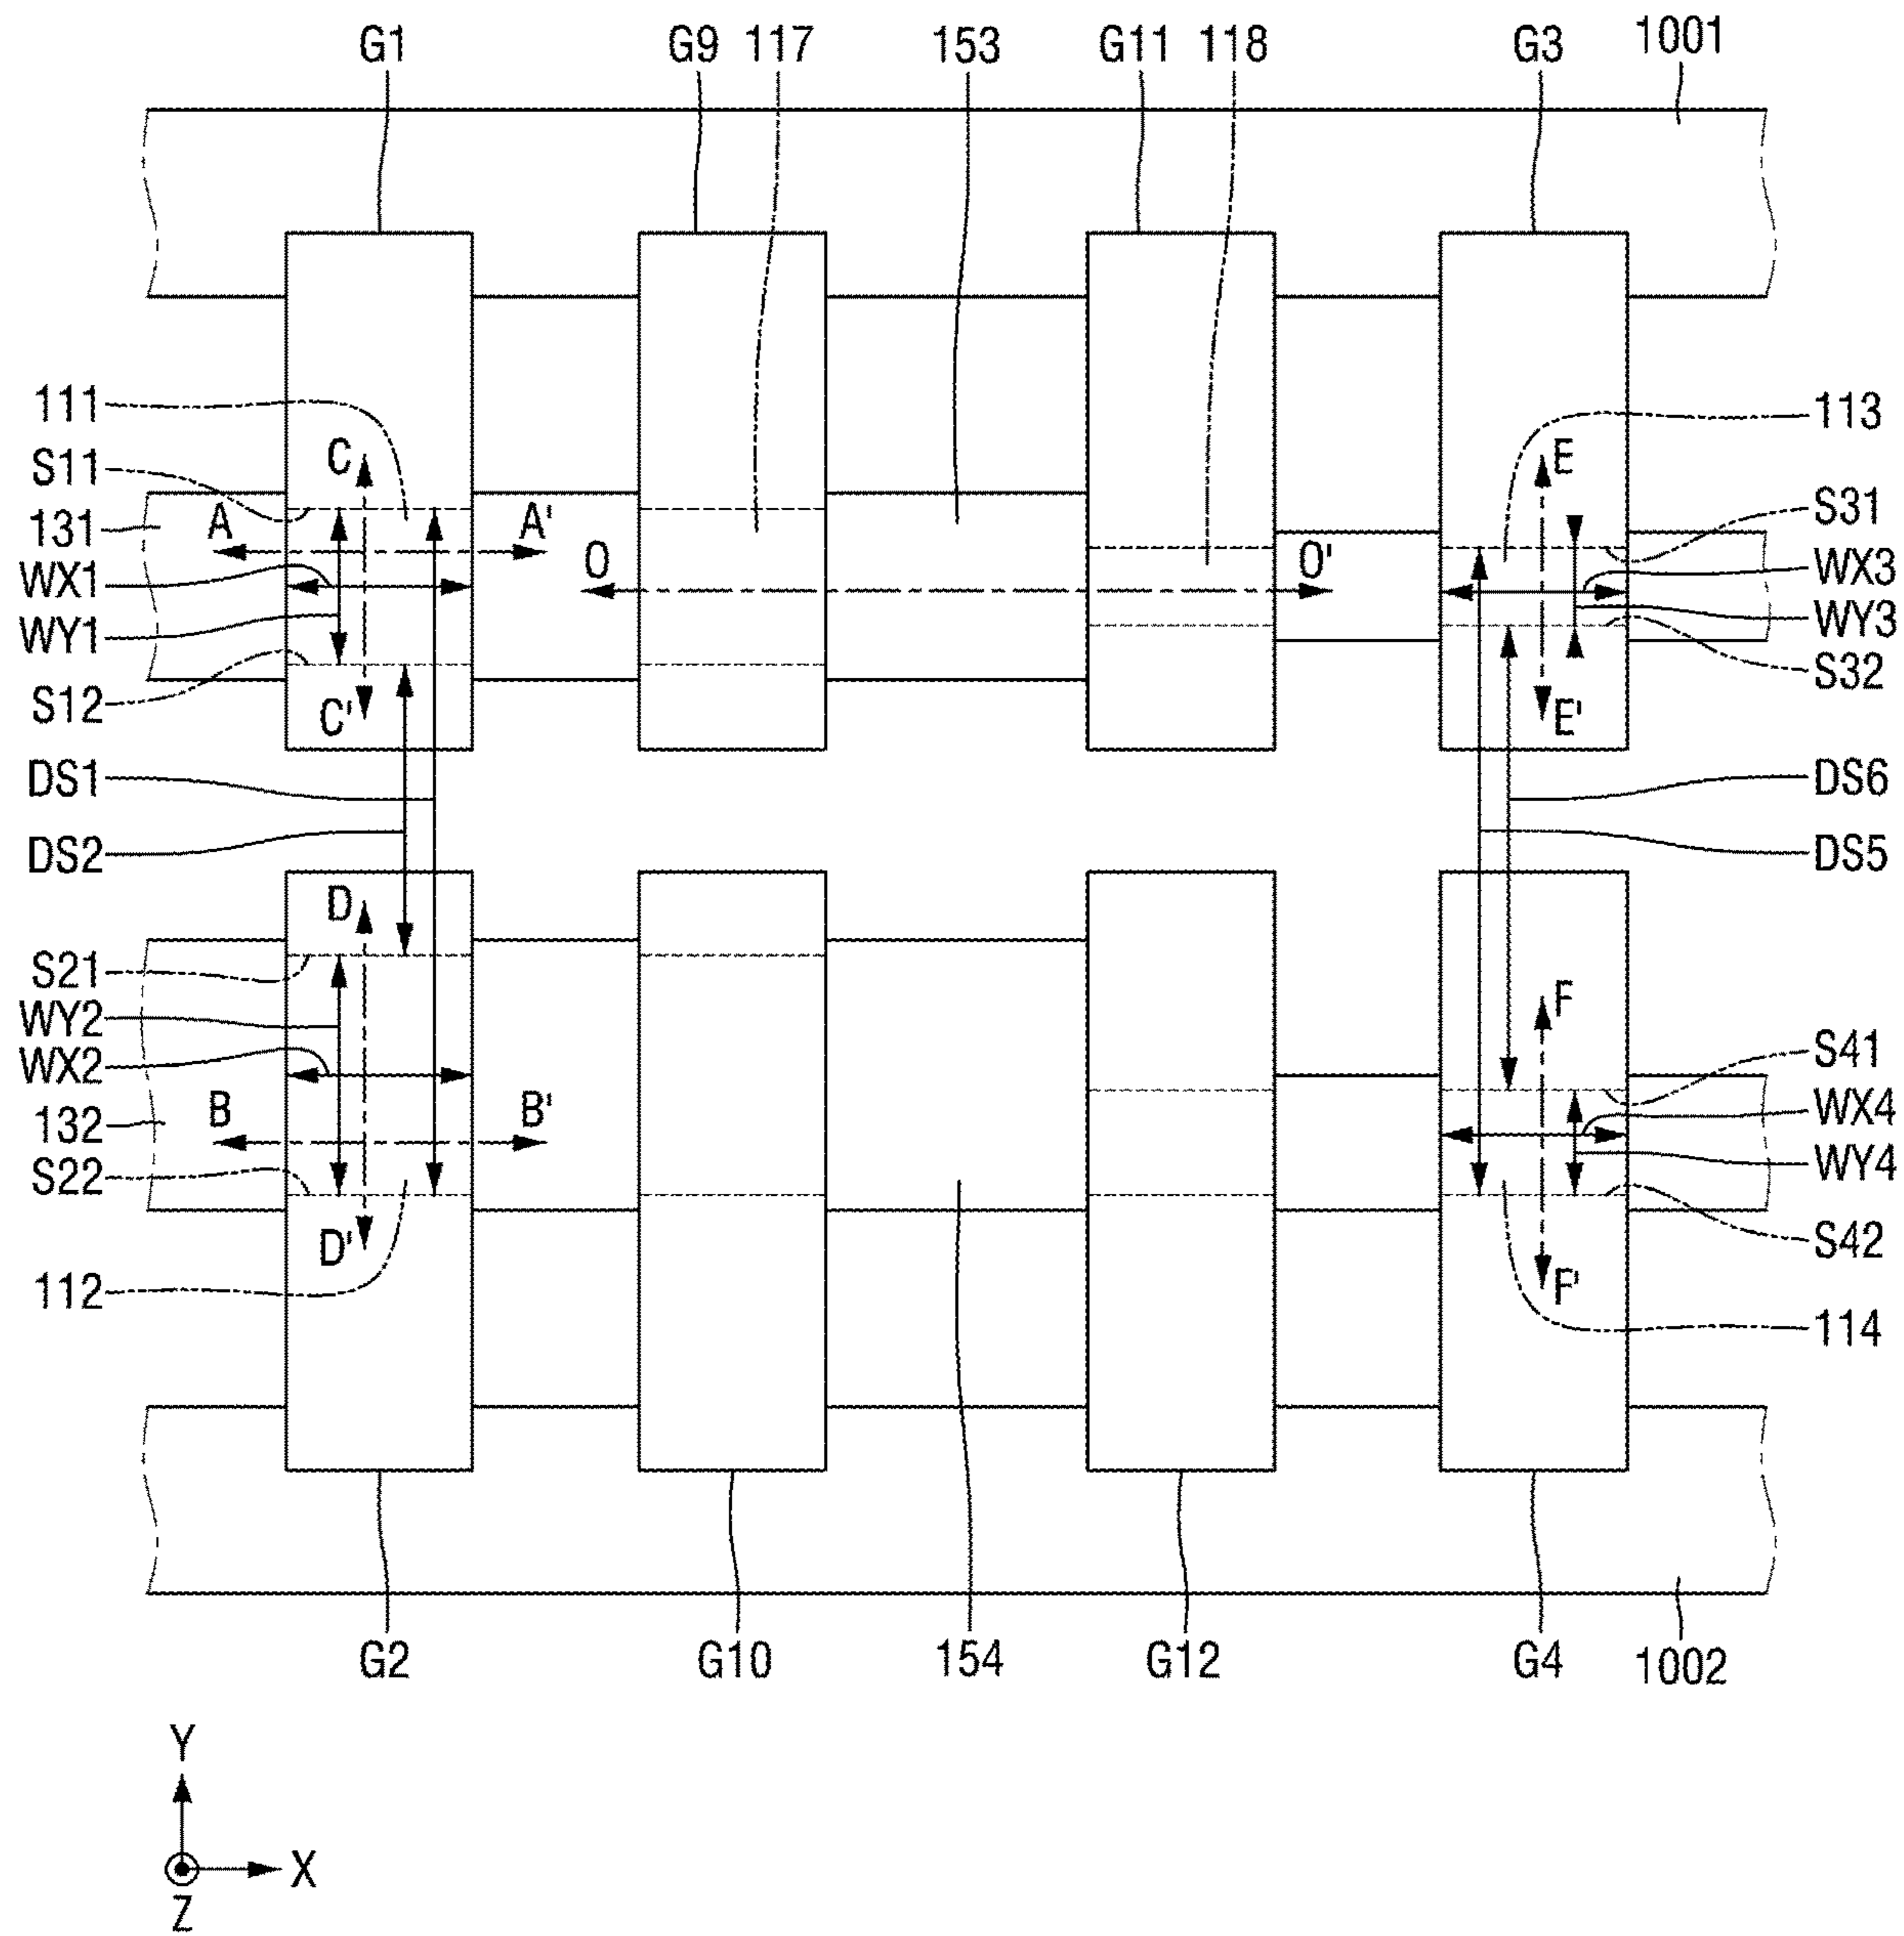 G1 G9 117 153 G11 118 G3 1001
111 113
C E
S11 S31
131 A A' O O' WX3
WX1 WY3
WY1 S32
S12 C' E'
DS1 DS6
DS2 DS5
D
S21 F
WY2 S41
WX2 WX4
132 B B' WY4
S22 S42
D' F'
112 114
G2 G10 154 G12 G4 1002
Y
X
Z